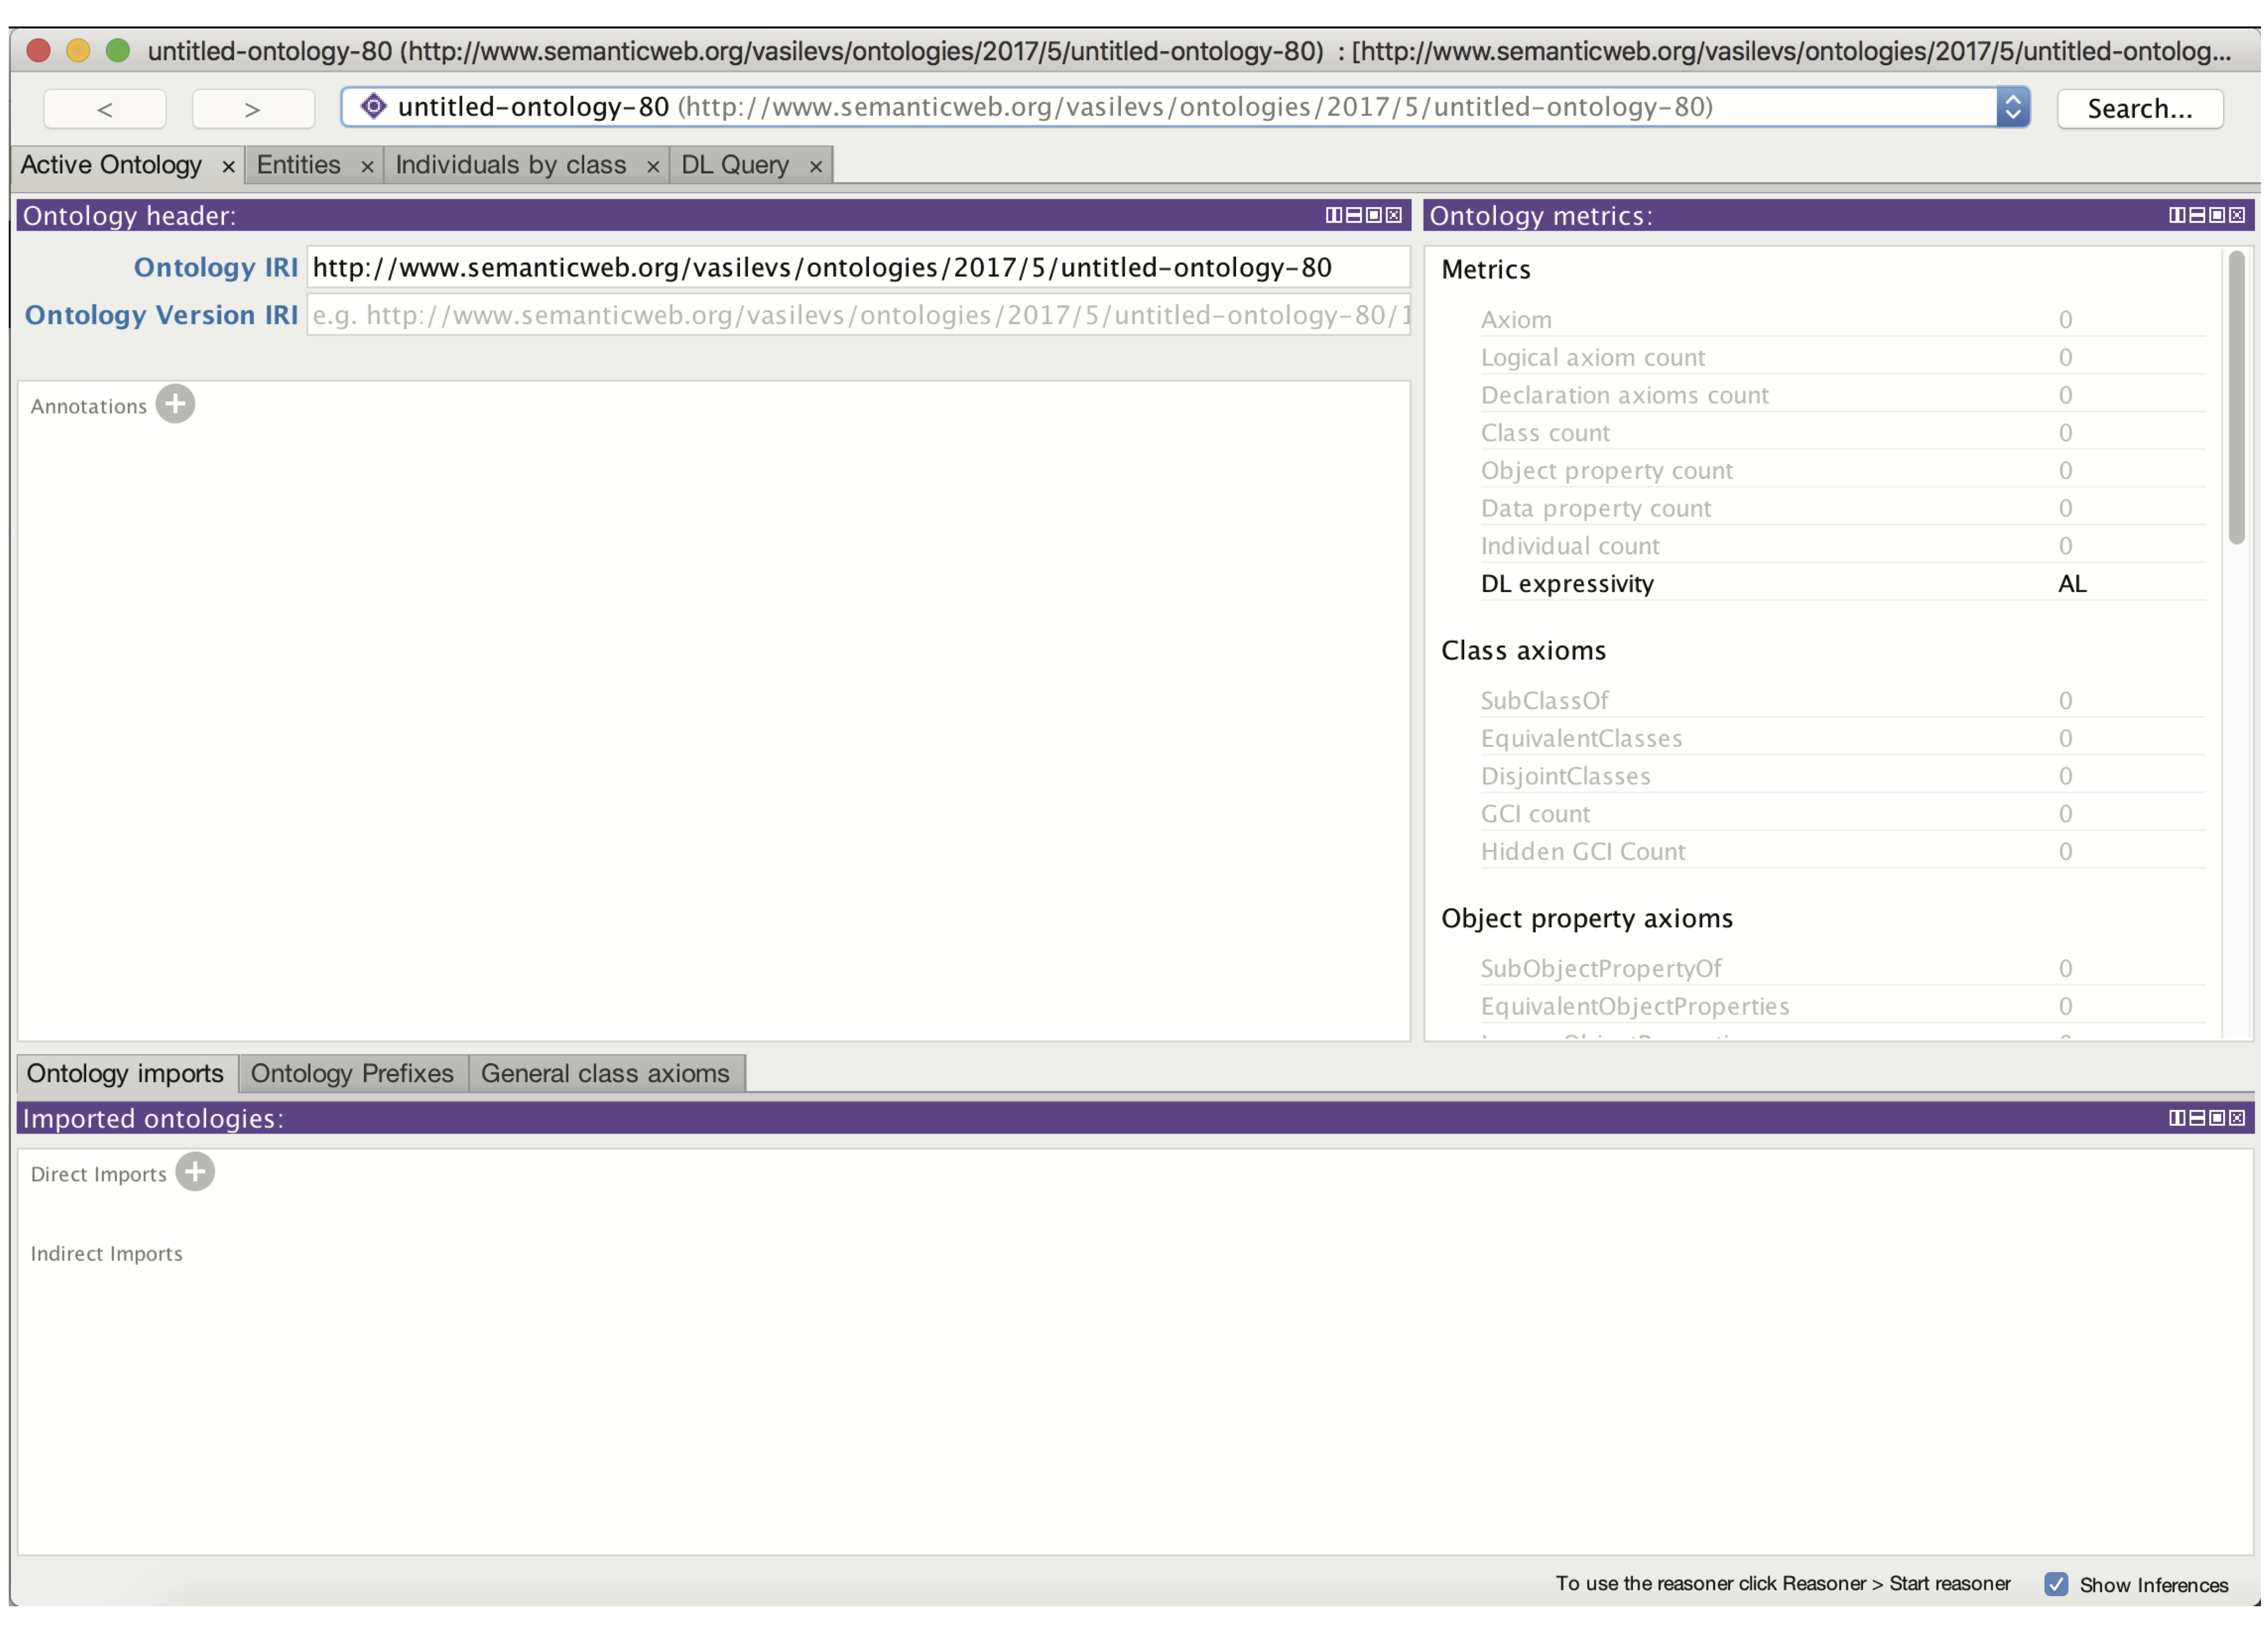 untitled-ontology-80 (http://www.semanticweb.org/vasilevs/ontologies/2017/5/untitled-ontology-80) : [http://www.semanticweb.org/vasilevs/ontologies/2017/5/untitled-ontolog...
< > untitled-ontology-80 (http://www.semanticweb.org/vasilevs/ontologies/2017/5/untitled-ontology-80) Search...
Active Ontology × Entities × Individuals by class × DL Query ×
Ontology header:
Ontology IRI http://www.semanticweb.org/vasilevs/ontologies/2017/5/untitled-ontology-80
Ontology Version IRI e.g. http://www.semanticweb.org/vasilevs/ontologies/2017/5/untitled-ontology-80/1
Annotations
Ontology metrics:
Metrics
Axiom 0
Logical axiom count 0
Declaration axioms count 0
Class count 0
Object property count 0
Data property count 0
Individual count 0
DL expressivity AL
Class axioms
SubClassOf 0
EquivalentClasses 0
DisjointClasses 0
GCI count 0
Hidden GCI Count 0
Object property axioms
SubObjectPropertyOf 0
EquivalentObjectProperties 0
Ontology imports Ontology Prefixes General class axioms
Imported ontologies:
Direct Imports
Indirect Imports
To use the reasoner click Reasoner > Start reasoner Show Inferences